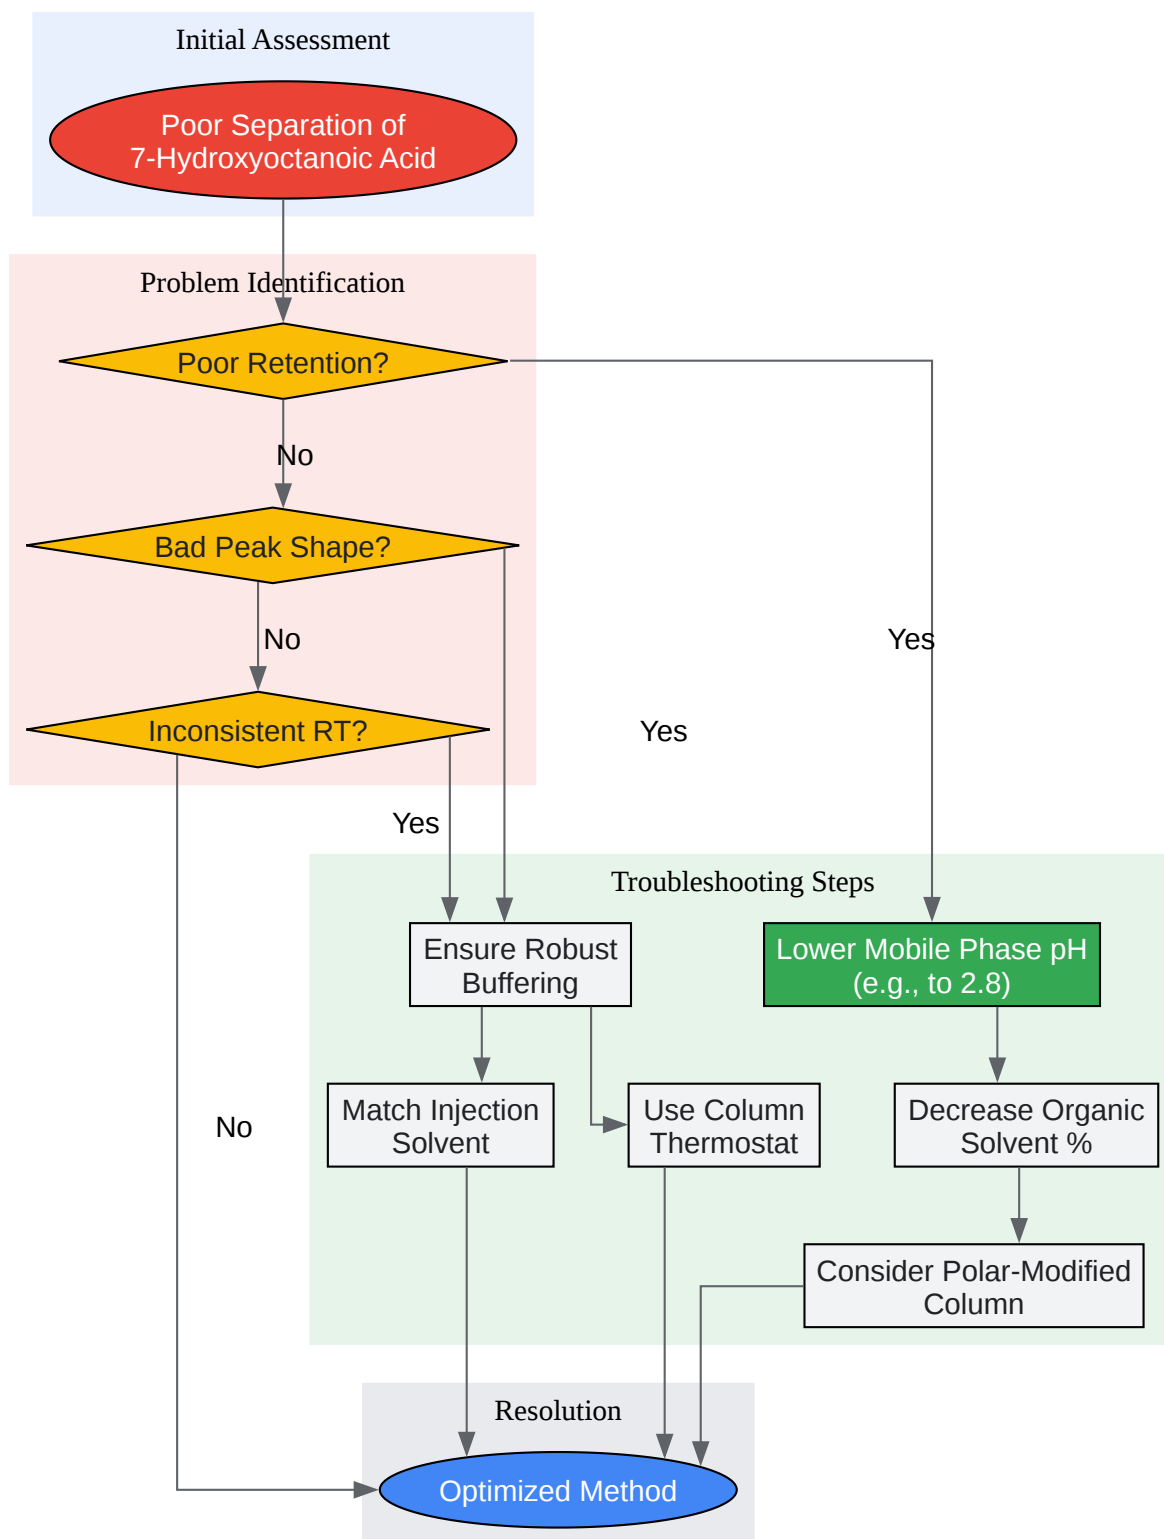 Initial Assessment
Poor Separation of
7-Hydroxyoctanoic Acid
Problem Identification
Poor Retention?
No
Bad Peak Shape?
No
Yes
Inconsistent RT?
Yes
Yes
Troubleshooting Steps
Ensure Robust
Buffering
Lower Mobile Phase pH
(e.g., to 2.8)
Match Injection
Solvent
Use Column
Thermostat
Decrease Organic
Solvent %
No
Consider Polar-Modified
Column
Resolution
Optimized Method